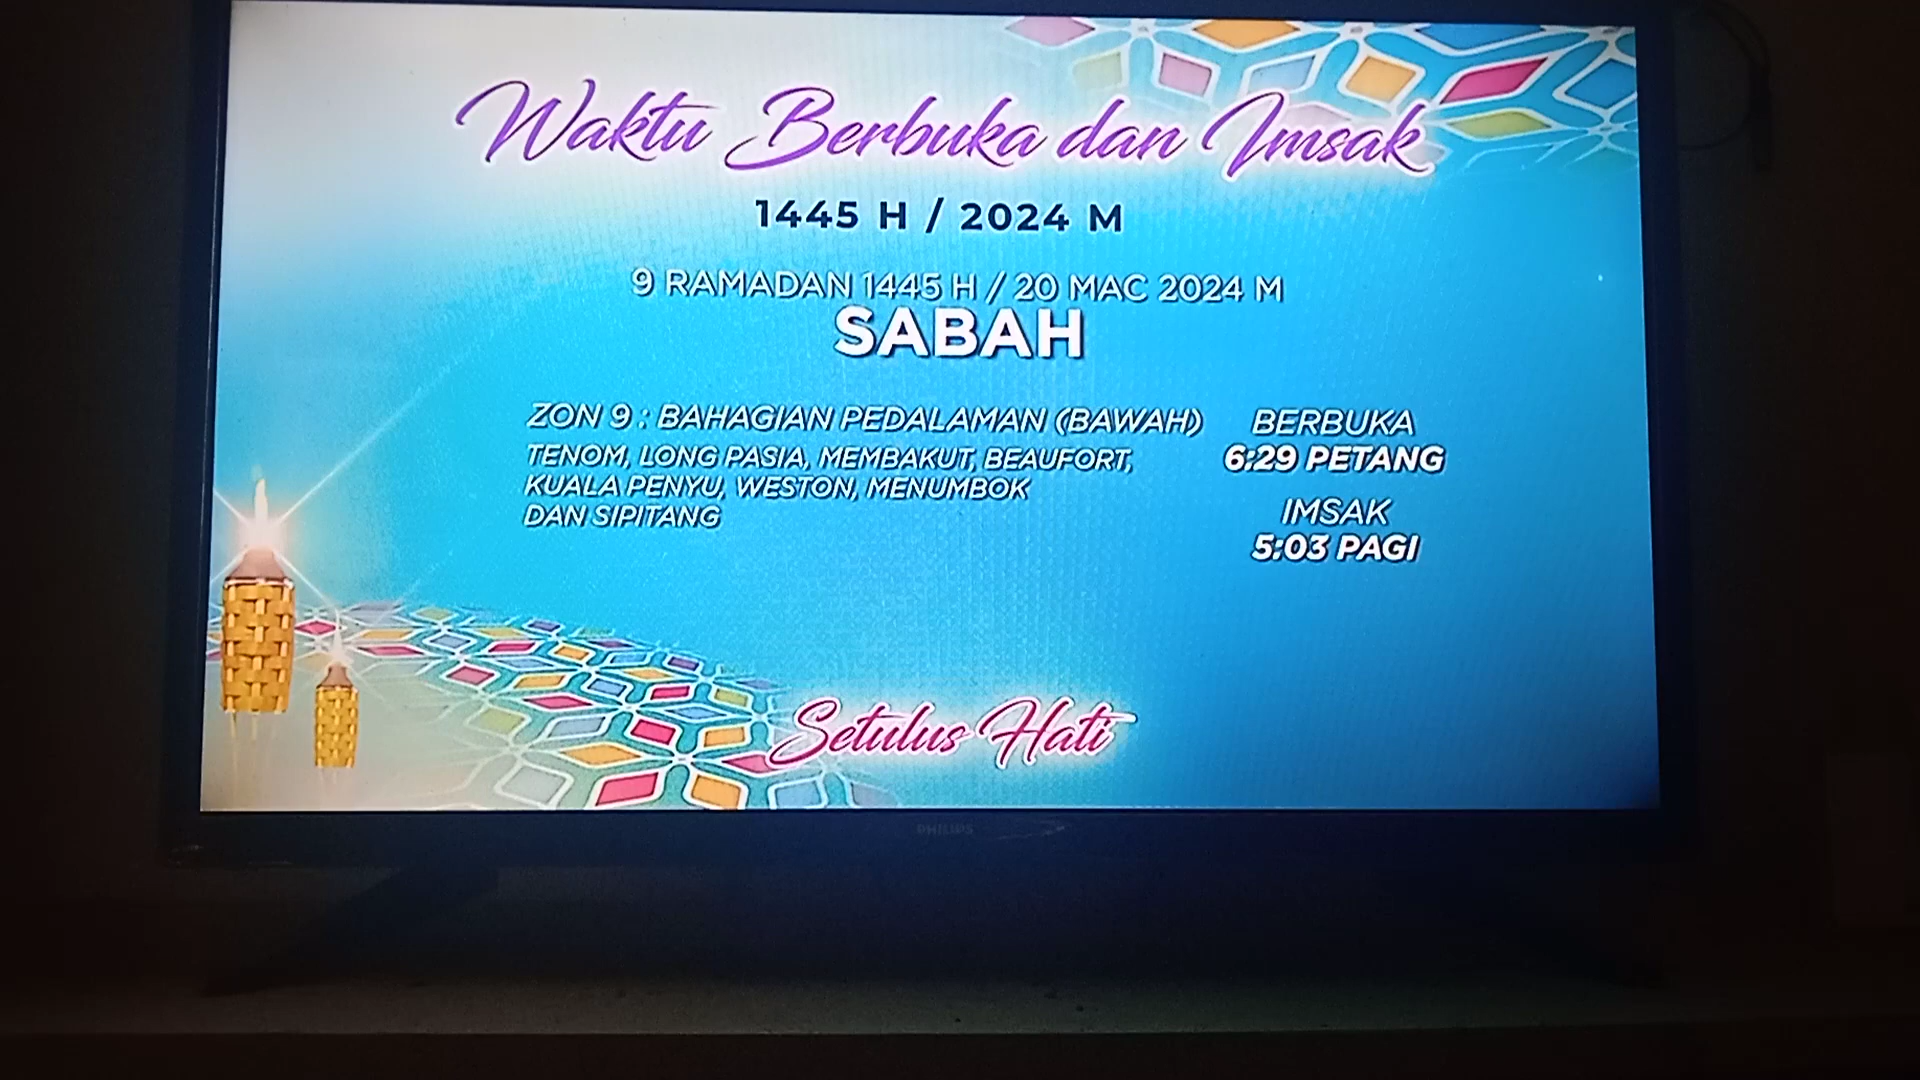 Waktu Berbuka dan Imsak
1445 H / 2024 M
9 RAMADAN 1445 H / 20 MAC 2024 M
SABAH
ZON 9 : BAHAGIAN PEDALAMAN (BAWAH)
TENOM, LONG PASIA, MEMBAKUT, BEAUFORT,
KUALA PENYU, WESTON, MENUMBOK
DAN SIPITANG
BERBUKA
6:29 PETANG
IMSAK
5:03 PAGI
Setulus Hati
PHILIPS